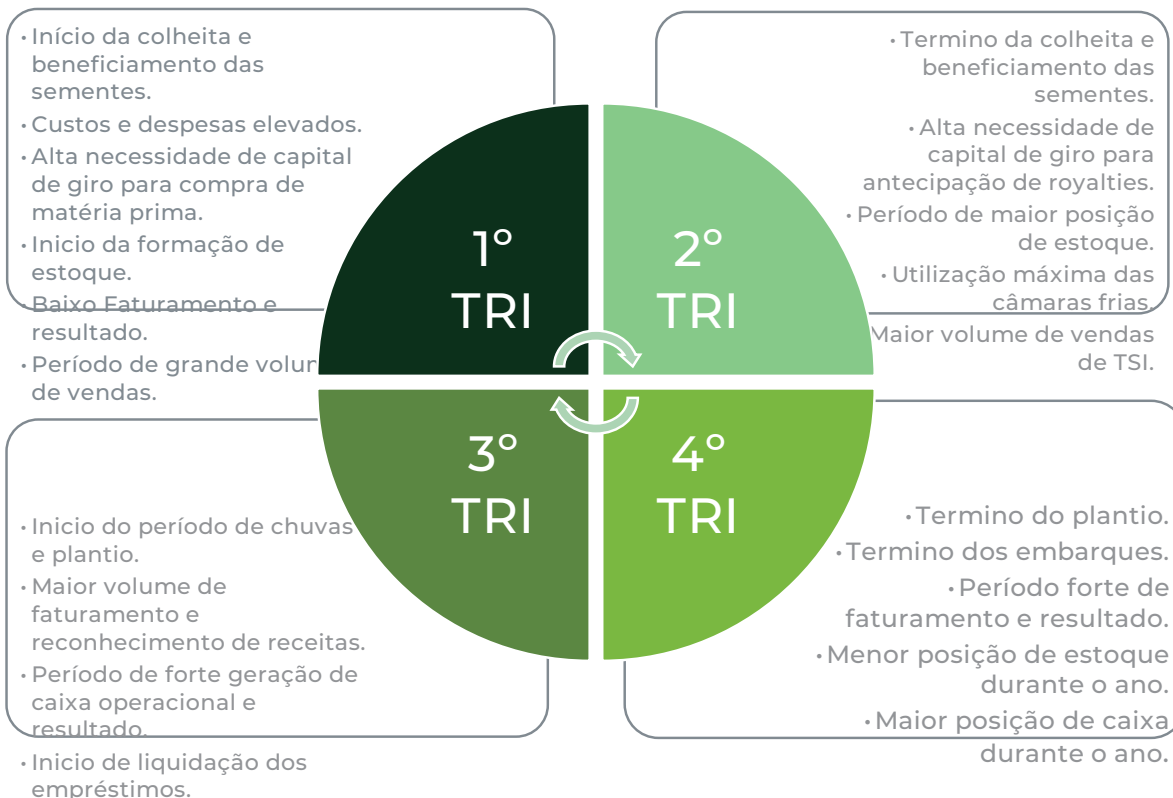 · Início da colheita e
beneficiamento das
sementes.
· Custos e despesas elevados.
· Alta necessidade de capital
de giro para compra de
matéria prima.
· Inicio da formação de
estoque.
· Baixo Faturamento e
resultado.
· Período de grande volum
de vendas.
1º
TRI
· Termino da colheita e
beneficiamento das
sementes.
· Alta necessidade de
capital de giro para
antecipação de royalties.
· Período de maior posição
de estoque.
· Utilização máxima das
câmaras frias.
Maior volume de vendas
de TSI.
2º
TRI
· Inicio do período de chuvas
e plantio.
· Maior volume de
faturamento e
reconhecimento de receitas.
· Período de forte geração de
caixa operacional e
resultado.
· Inicio de liquidação dos
empréstimos.
3º
TRI
· Termino do plantio.
· Termino dos embarques.
· Período forte de
faturamento e resultado.
· Menor posição de estoque
durante o ano.
· Maior posição de caixa
durante o ano.
4º
TRI